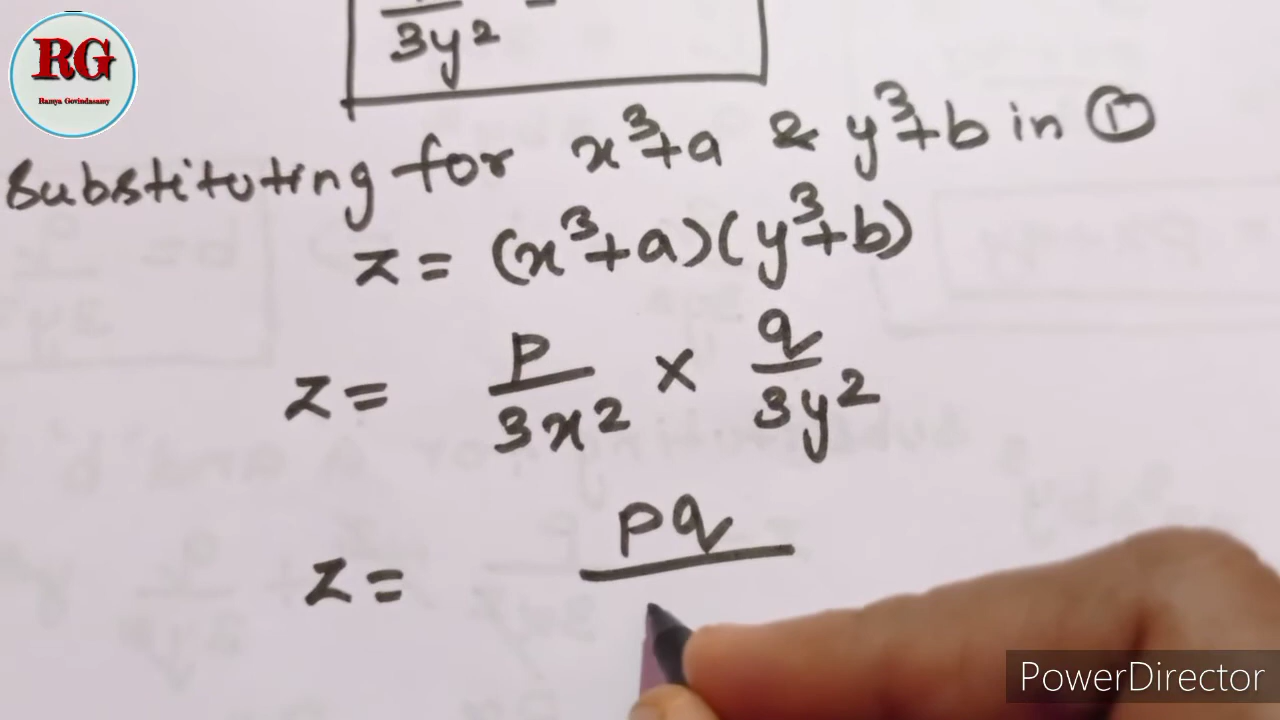 RG
Ramya Govindasamy
3y²
Substituting for x³+a & y³+b in ①
z = (x³+a)(y³+b)
z = p/3x² × q/3y²
z = pq
PowerDirector